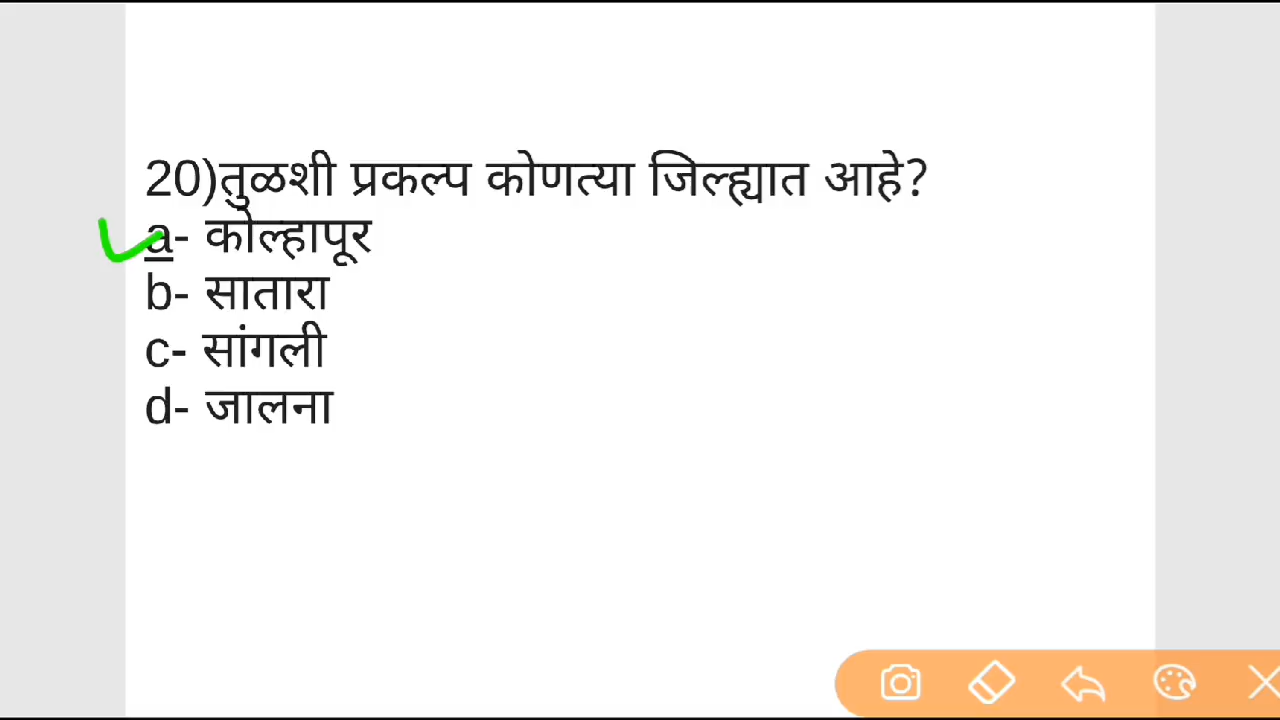 20)तुळशी प्रकल्प कोणत्या जिल्ह्यात आहे?
a- कोल्हापूर
b- सातारा
c- सांगली
d- जालना